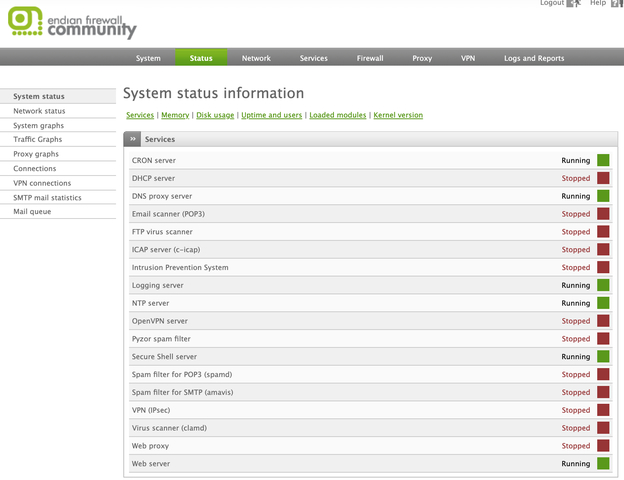 Logout Help
endian firewall
community
System Status Network Services Firewall Proxy VPN Logs and Reports
System status
Network status
System graphs
Traffic Graphs
Proxy graphs
Connections
VPN connections
SMTP mail statistics
Mail queue
System status information
Services | Memory | Disk usage | Uptime and users | Loaded modules | Kernel version
» Services
CRON server Running
DHCP server Stopped
DNS proxy server Running
Email scanner (POP3) Stopped
FTP virus scanner Stopped
ICAP server (c-icap) Stopped
Intrusion Prevention System Stopped
Logging server Running
NTP server Running
OpenVPN server Stopped
Pyzor spam filter Stopped
Secure Shell server Running
Spam filter for POP3 (spamd) Stopped
Spam filter for SMTP (amavis) Stopped
VPN (IPsec) Stopped
Virus scanner (clamd) Stopped
Web proxy Stopped
Web server Running